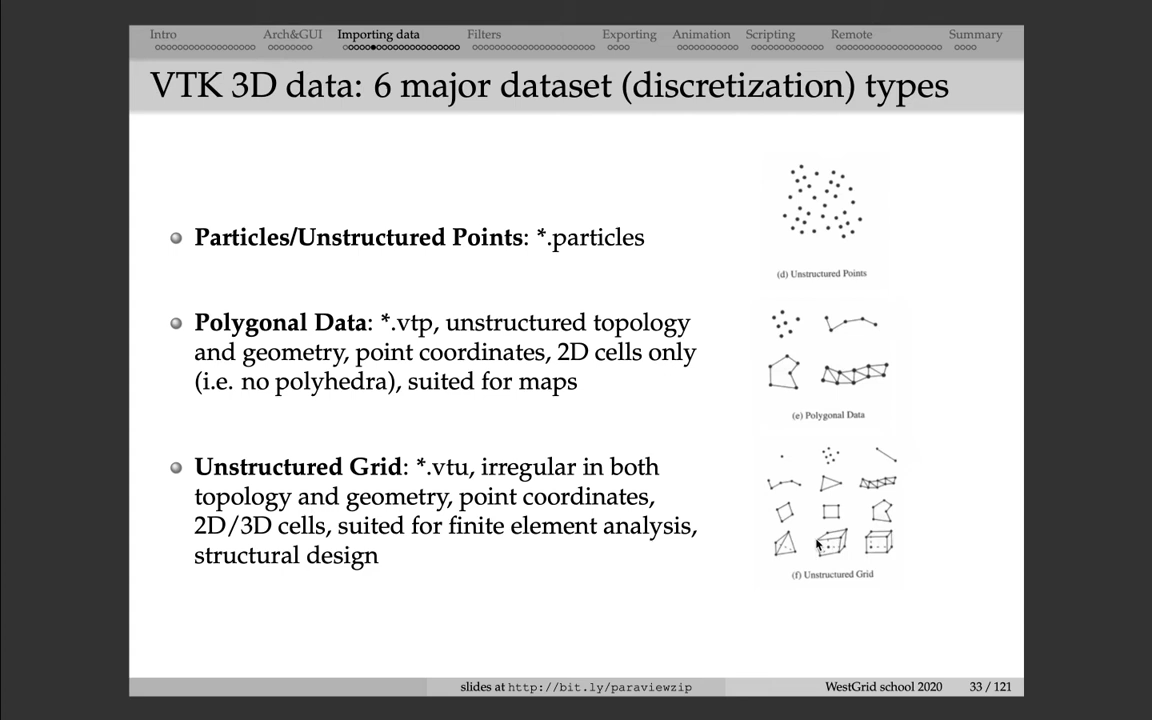 Intro Arch&GUI Importing data Filters Exporting Animation Scripting Remote Summary
VTK 3D data: 6 major dataset (discretization) types
Particles/Unstructured Points: *.particles
(d) Unstructured Points
Polygonal Data: *.vtp, unstructured topology
and geometry, point coordinates, 2D cells only
(i.e. no polyhedra), suited for maps
(e) Polygonal Data
Unstructured Grid: *.vtu, irregular in both
topology and geometry, point coordinates,
2D/3D cells, suited for finite element analysis,
structural design
(f) Unstructured Grid
slides at http://bit.ly/paraviewzip WestGrid school 2020 33 / 121